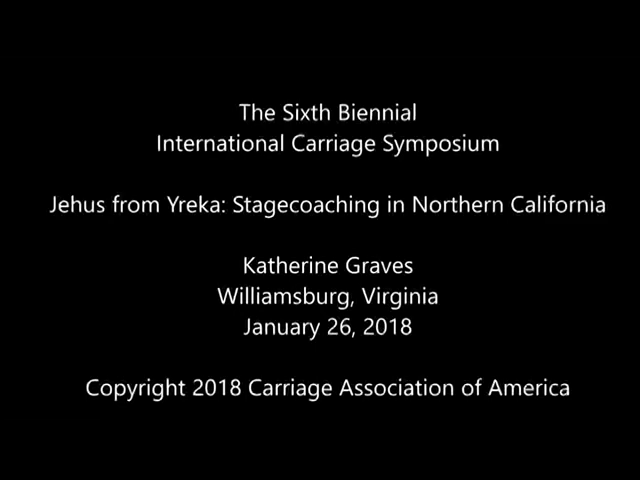 The Sixth Biennial
International Carriage Symposium
Jehus from Yreka: Stagecoaching in Northern California
Katherine Graves
Williamsburg, Virginia
January 26, 2018
Copyright 2018 Carriage Association of America